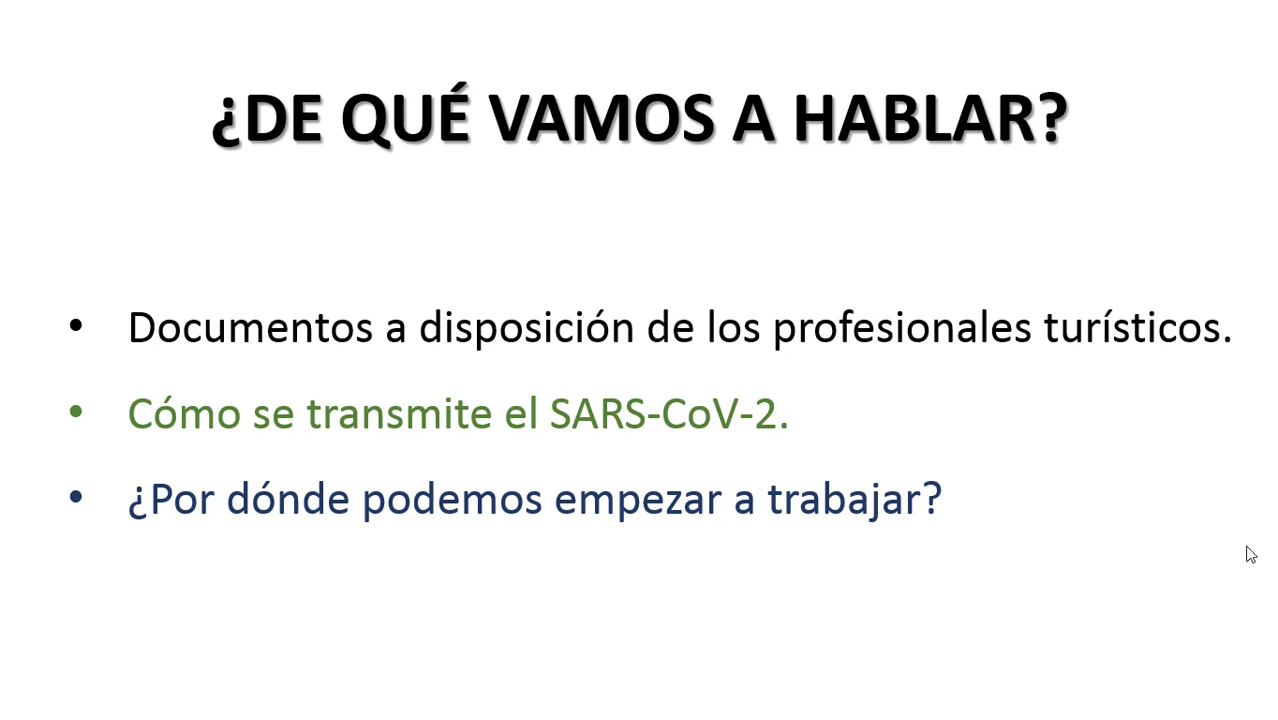 ¿DE QUÉ VAMOS A HABLAR?
• Documentos a disposición de los profesionales turísticos.
• Cómo se transmite el SARS-CoV-2.
• ¿Por dónde podemos empezar a trabajar?